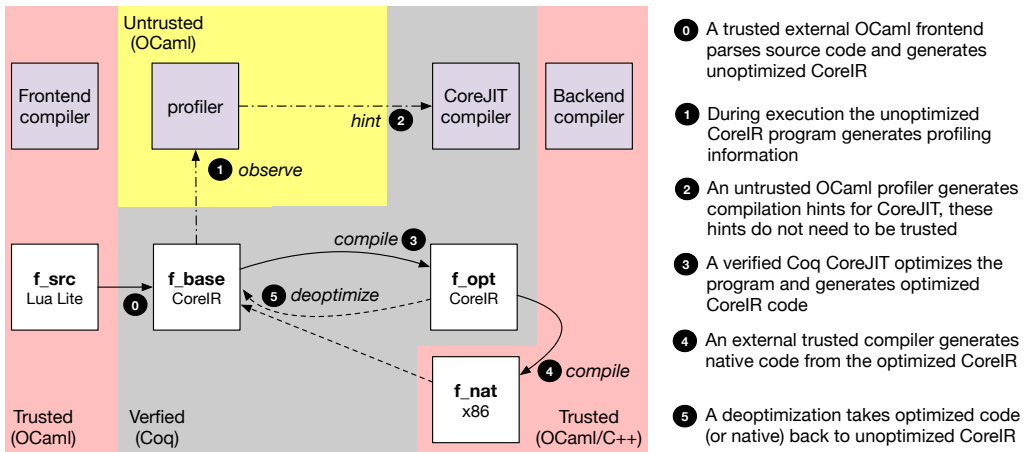 Untrusted
(OCaml)
Frontend
compiler
profiler
CoreJIT
compiler
Backend
compiler
hint 2
1 observe
compile 3
f_src
Lua Lite
f_base
CoreIR
f_opt
CoreIR
5 deoptimize
0
4 compile
f_nat
x86
Trusted
(OCaml)
Verfied
(Coq)
Trusted
(OCaml/C++)
0 A trusted external OCaml frontend
parses source code and generates
unoptimized CoreIR
1 During execution the unoptimized
CoreIR program generates profiling
information
2 An untrusted OCaml profiler generates
compilation hints for CoreJIT, these
hints do not need to be trusted
3 A verified Coq CoreJIT optimizes the
program and generates optimized
CoreIR code
4 An external trusted compiler generates
native code from the optimized CoreIR
5 A deoptimization takes optimized code
(or native) back to unoptimized CoreIR